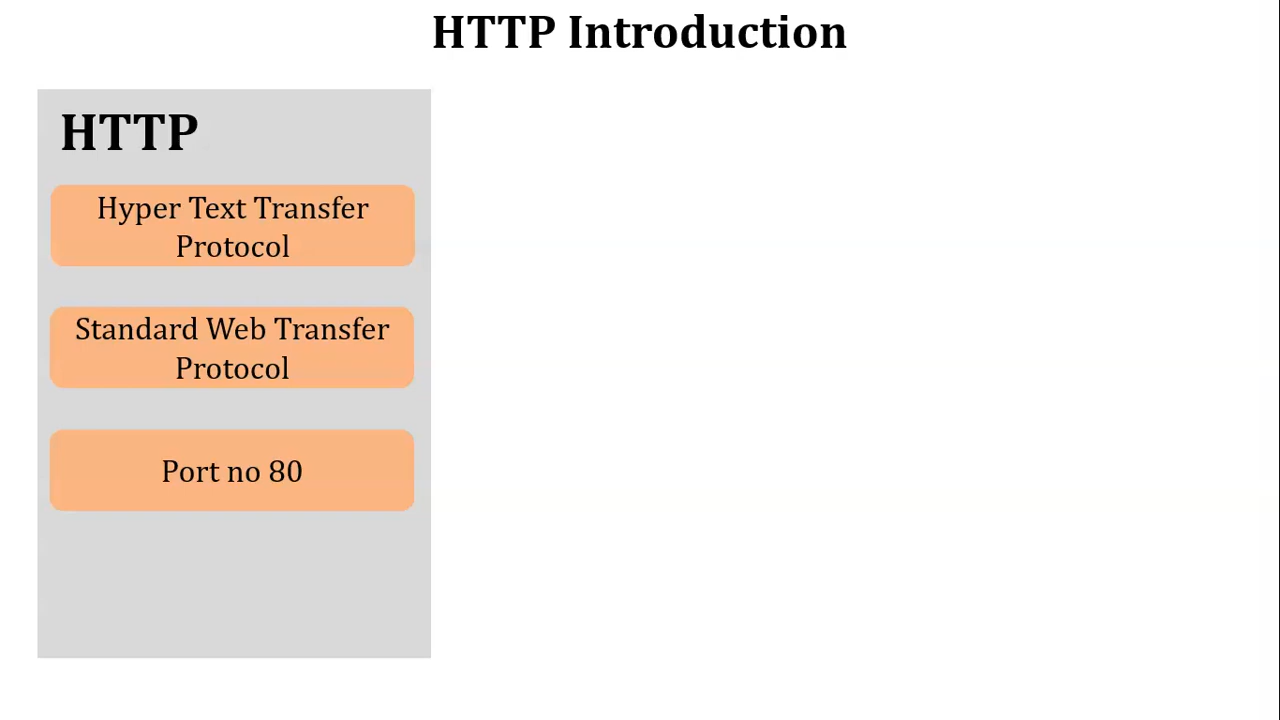 HTTP Introduction
HTTP
Hyper Text Transfer
Protocol
Standard Web Transfer
Protocol
Port no 80